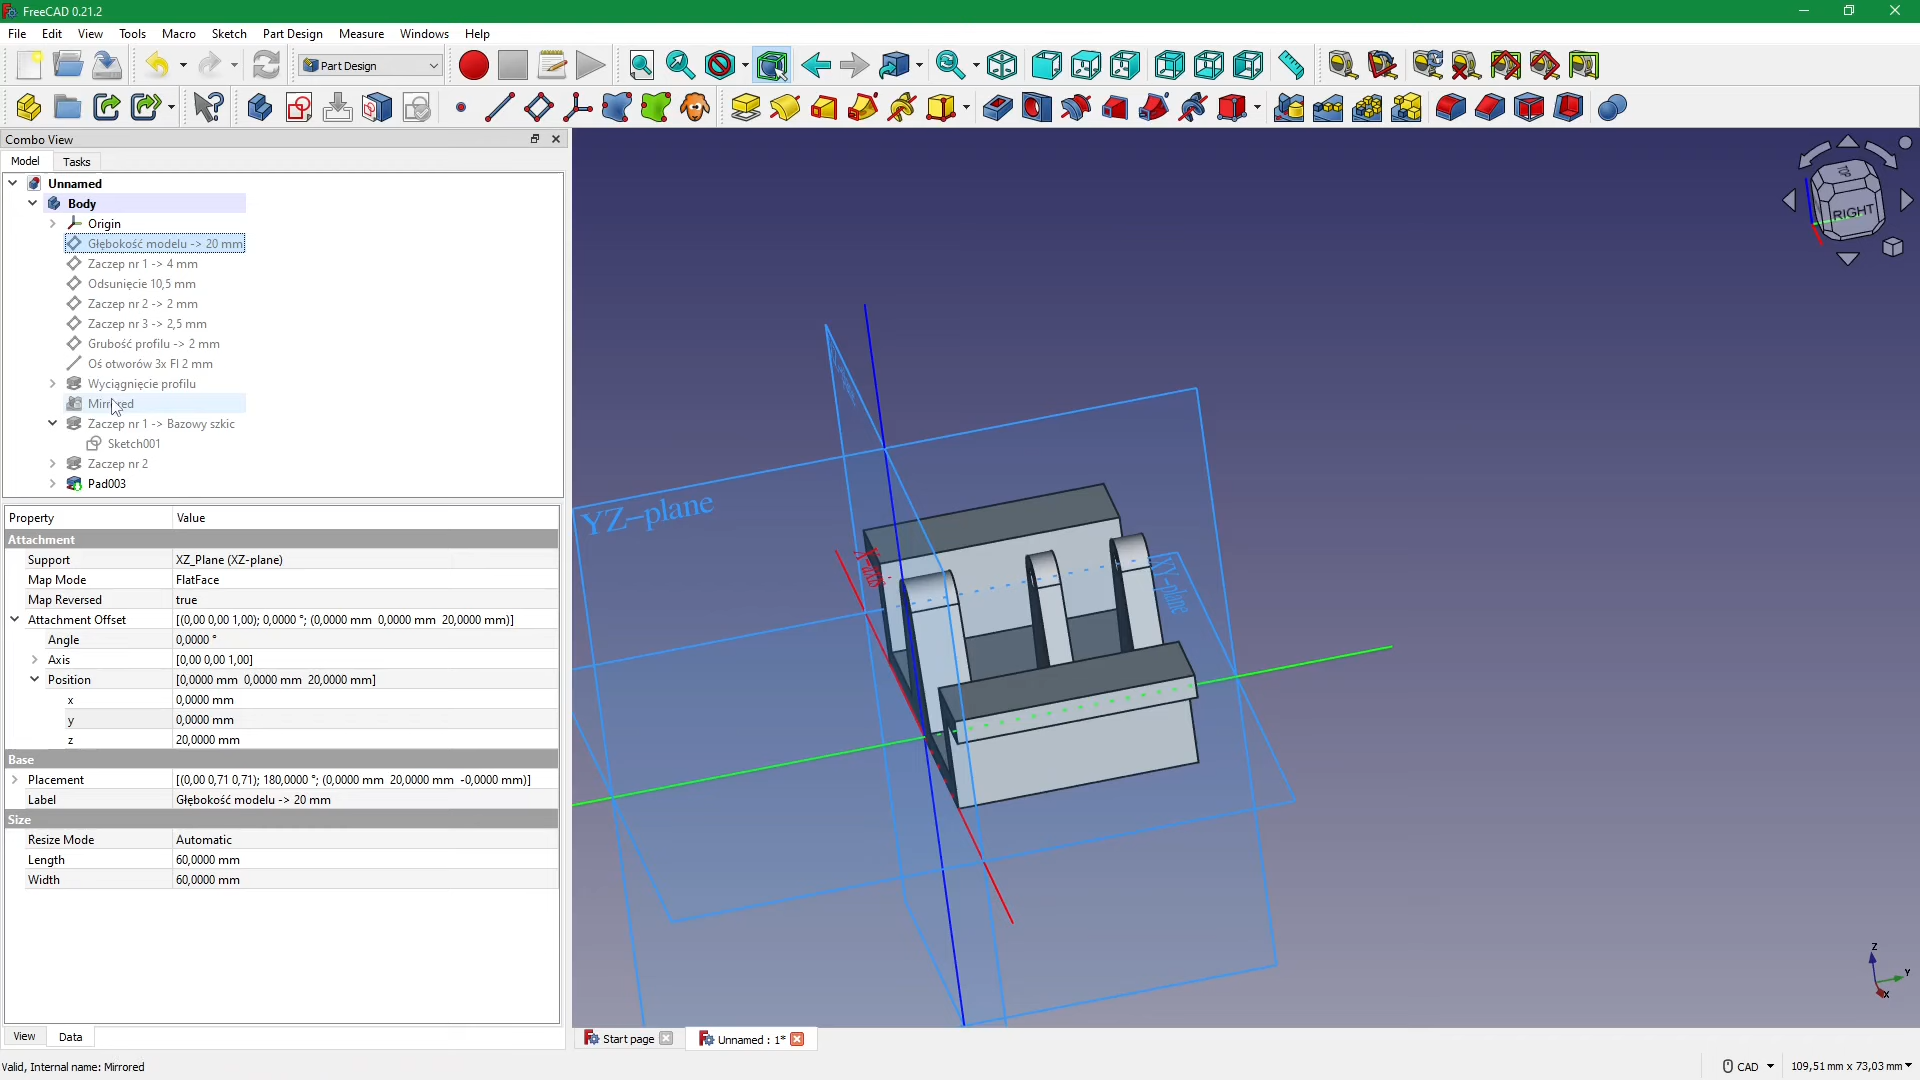 FreeCAD 0.21.2
File Edit View Tools Macro Sketch Part Design Measure Windows Help
Part Design
Combo View
Model Tasks
Unnamed
Body
Origin
Głębokość modelu -> 20 mm
Zaczep nr 1 -> 4 mm
Odsunięcie 10,5 mm
Zaczep nr 2 -> 2 mm
Zaczep nr 3 -> 2,5 mm
Grubość profilu -> 2 mm
Oś otworów 3x FI 2 mm
Wyciągnięcie profilu
Mirrored
Zaczep nr 1 -> Bazowy szkic
Sketch001
Zaczep nr 2
Pad003
Property Value
Attachment
Support XZ_Plane (XZ-plane)
Map Mode FlatFace
Map Reversed true
Attachment Offset [(0,00 0,00 1,00); 0,0000 °; (0,0000 mm 0,0000 mm 20,0000 mm)]
Angle 0,0000 °
Axis [0,00 0,00 1,00]
Position [0,0000 mm 0,0000 mm 20,0000 mm]
x 0,0000 mm
y 0,0000 mm
z 20,0000 mm
Base
Placement [(0,00 0,71 0,71); 180,0000 °; (0,0000 mm 20,0000 mm -0,0000 mm)]
Label Głębokość modelu -> 20 mm
Size
Resize Mode Automatic
Length 60,0000 mm
Width 60,0000 mm
View Data
YZ-plane
XY-plane
TOP
RIGHT
Z
Y
X
Start page
Unnamed : 1*
Valid, Internal name: Mirrored
CAD
109,51 mm x 73,03 mm